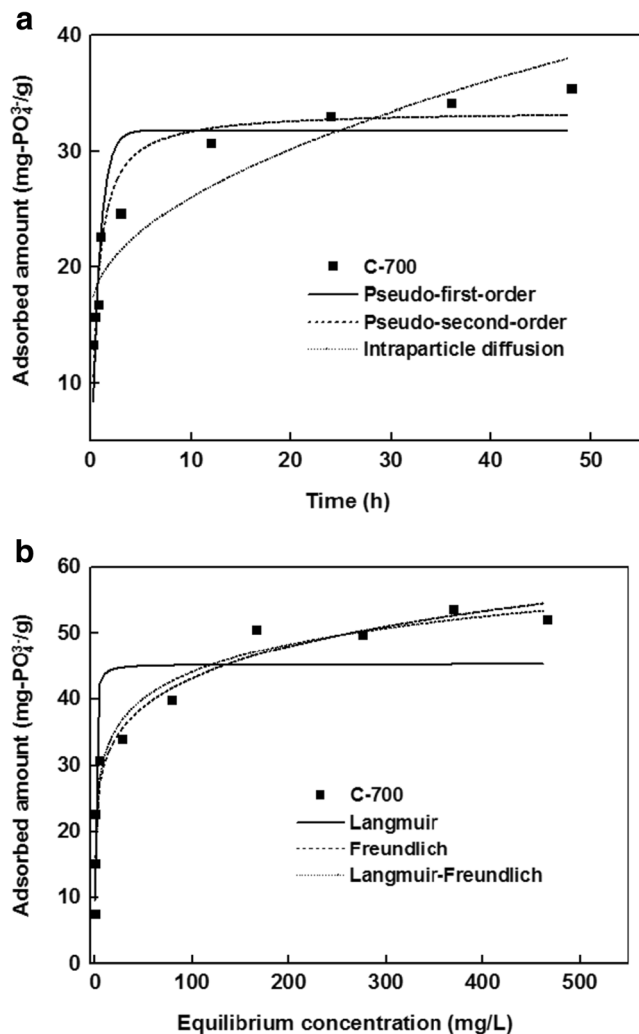 a
40
30
20
10
0
10
20
30
40
50
Adsorbed amount (mg-PO₄³⁻/g)
C-700
Pseudo-first-order
Pseudo-second-order
Intraparticle diffusion
Time (h)
b
60
50
40
30
20
10
0
0
100
200
300
400
500
Adsorbed amount (mg-PO₄³⁻/g)
C-700
Langmuir
Freundlich
Langmuir-Freundlich
Equilibrium concentration (mg/L)